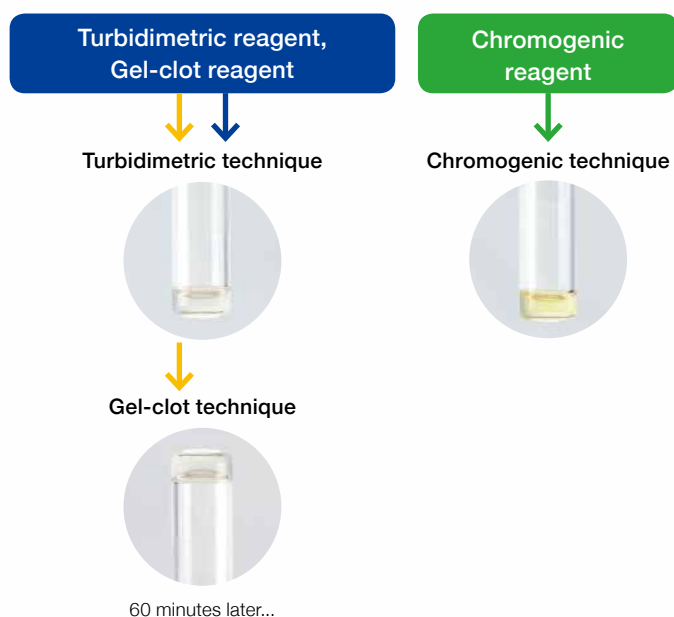 Turbidimetric reagent,
Gel-clot reagent
Chromogenic
reagent
Turbidimetric technique
Chromogenic technique
Gel-clot technique
60 minutes later...